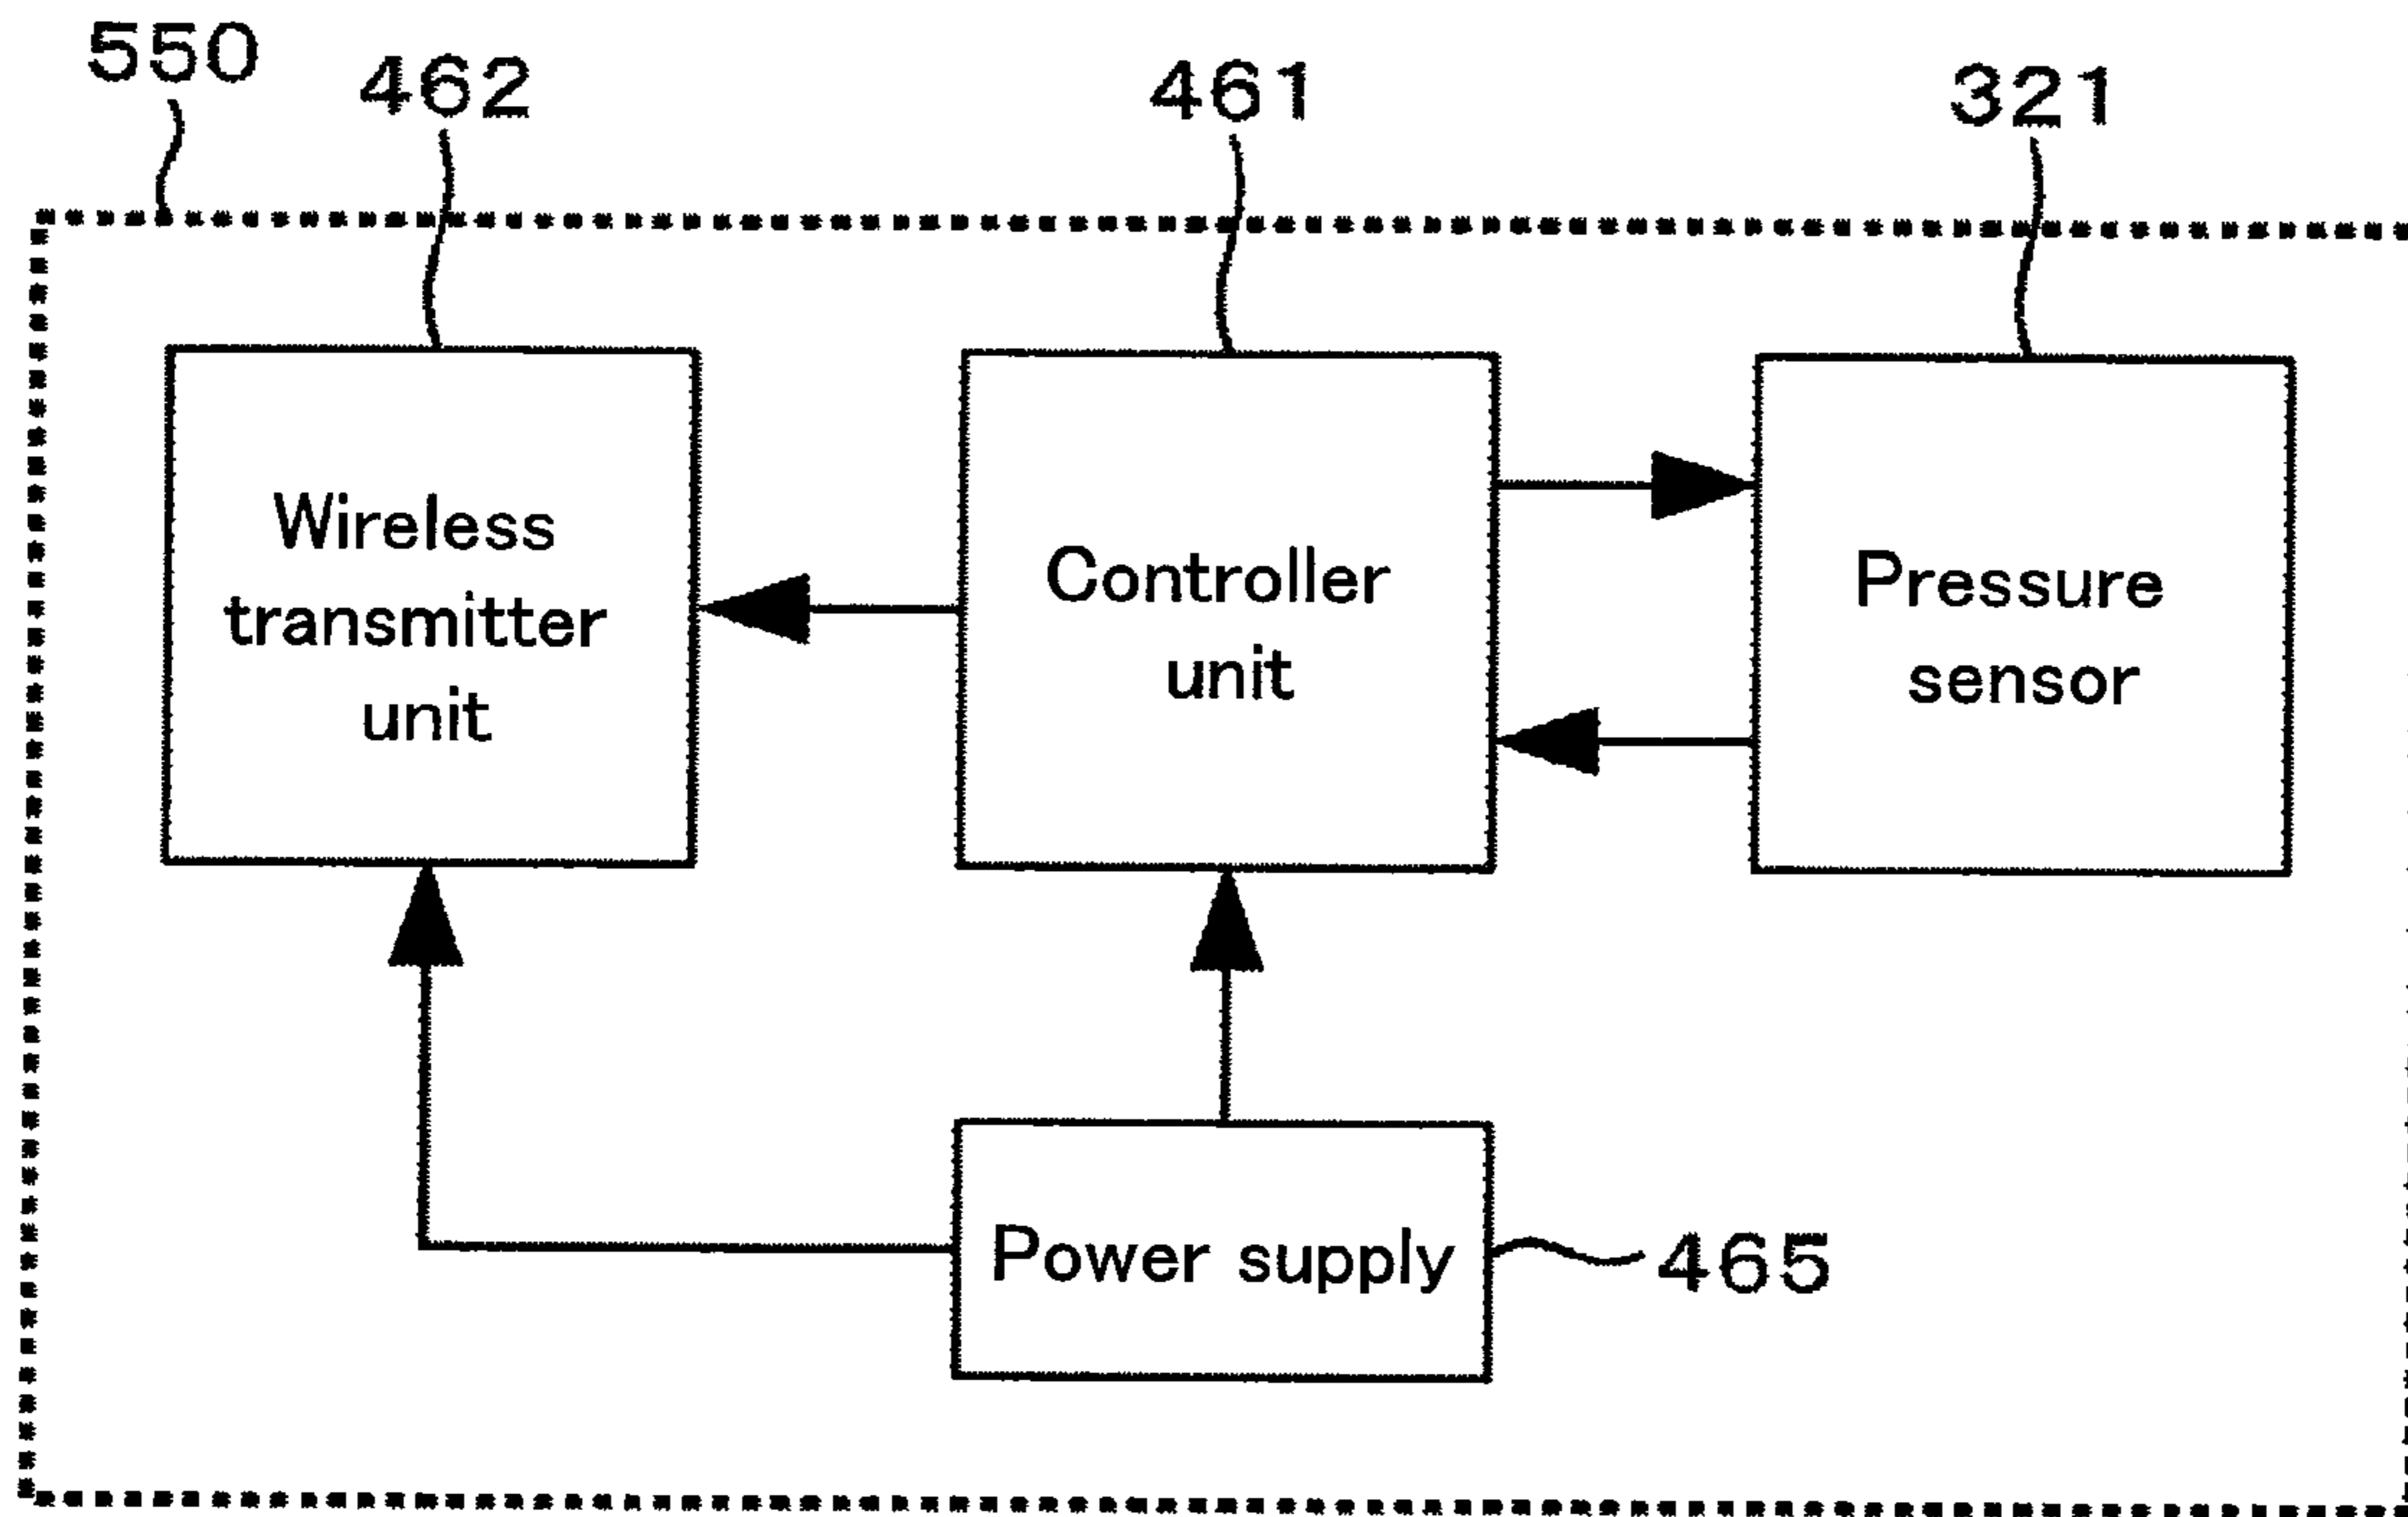 550
462
461
321
Wireless
transmitter
unit
Controller
unit
Pressure
sensor
Power supply
465